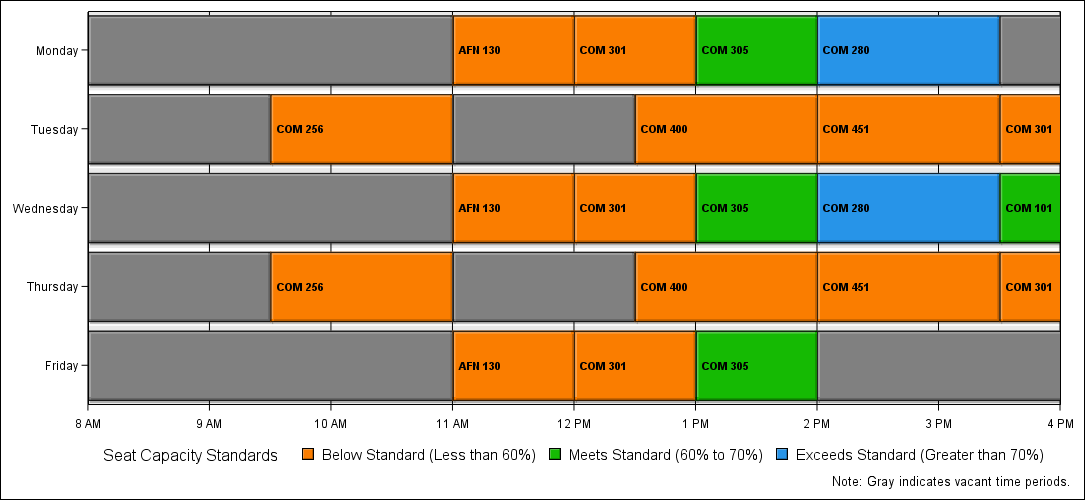 Monday AFN 130 COM 301 COM 305 COM 280
Tuesday COM 256 COM 400 COM 451 COM 301
Wednesday AFN 130 COM 301 COM 305 COM 280 COM 101
Thursday COM 256 COM 400 COM 451 COM 301
Friday AFN 130 COM 301 COM 305
8 AM 9 AM 10 AM 11 AM 12 PM 1 PM 2 PM 3 PM 4 PM
Seat Capacity Standards Below Standard (Less than 60%) Meets Standard (60% to 70%) Exceeds Standard (Greater than 70%)
Note: Gray indicates vacant time periods.